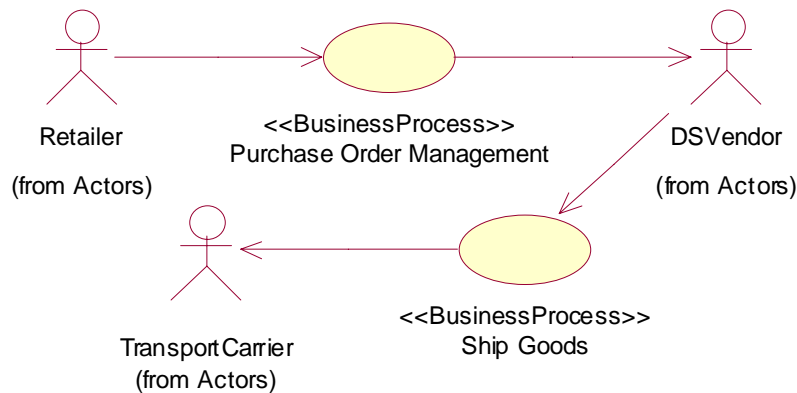 Retailer
(from Actors)
<<BusinessProcess>>
Purchase Order Management
DSVendor
(from Actors)
TransportCarrier
(from Actors)
<<BusinessProcess>>
Ship Goods